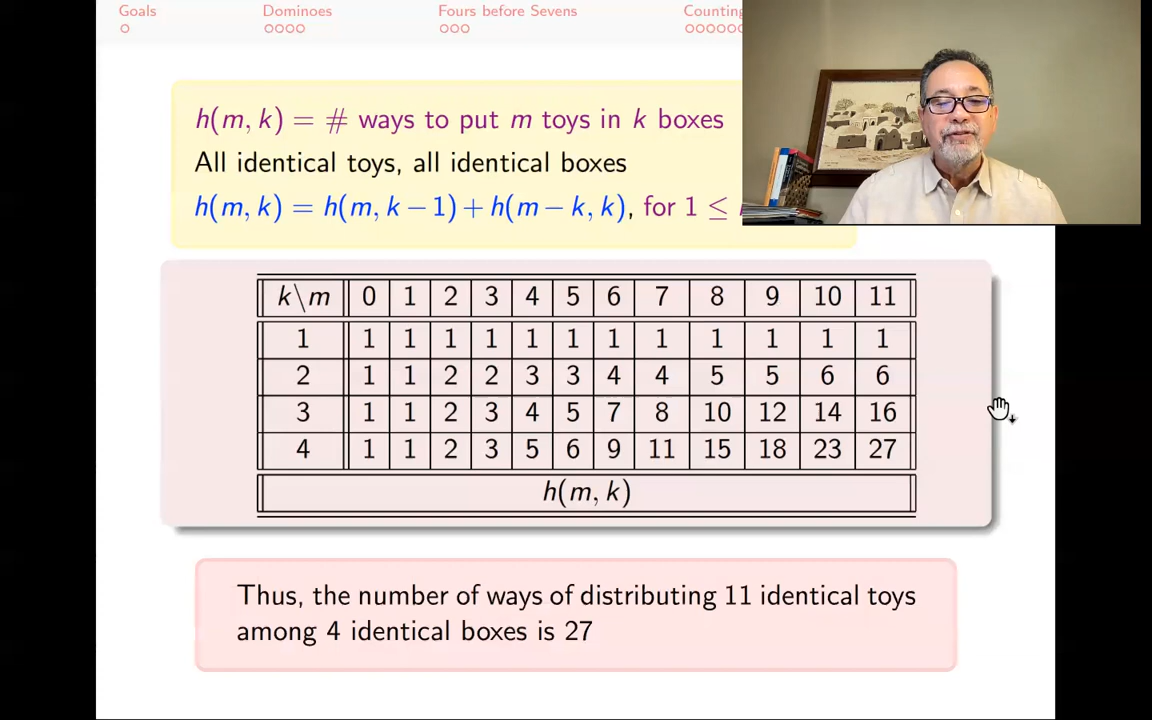 Goals Dominoes Fours before Sevens Counting
h(m, k) = # ways to put m toys in k boxes
All identical toys, all identical boxes
h(m, k) = h(m, k − 1) + h(m − k, k), for 1 ≤
k\m 0 1 2 3 4 5 6 7 8 9 10 11
1 1 1 1 1 1 1 1 1 1 1 1 1
2 1 1 2 2 3 3 4 4 5 5 6 6
3 1 1 2 3 4 5 7 8 10 12 14 16
4 1 1 2 3 5 6 9 11 15 18 23 27
h(m, k)
Thus, the number of ways of distributing 11 identical toys
among 4 identical boxes is 27